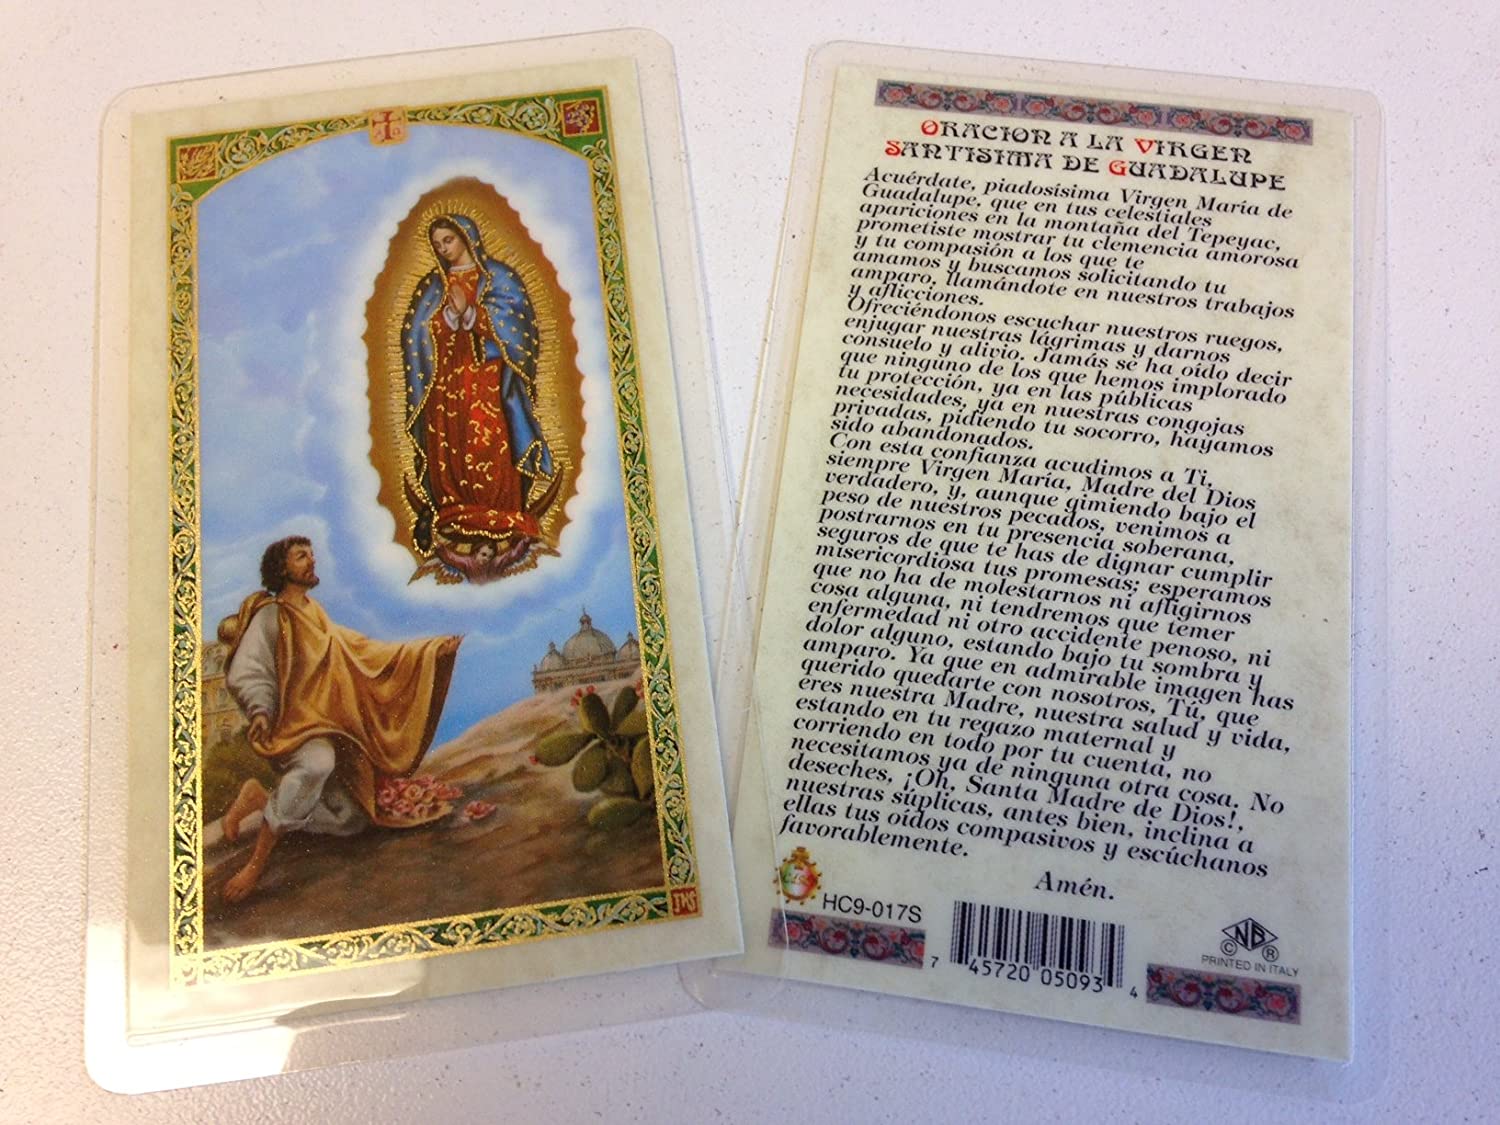 ORACION A LA VIRGEN
SANTISIMA DE GUADALUPE
Acuérdate, piadosísima Virgen María de
Guadalupe, que en tus celestiales
apariciones en la montaña del Tepeyac,
prometiste mostrar tu clemencia amorosa
y tu compasión a los que te
amamos y buscamos solicitando tu
amparo, llamándote en nuestros trabajos
y aflicciones.
Ofreciéndonos escuchar nuestros ruegos,
enjugar nuestras lágrimas y darnos
consuelo y alivio. Jamás se ha oído decir
que ninguno de los que hemos implorado
tu protección, ya en las públicas
necesidades, ya en nuestras congojas
privadas, pidiendo tu socorro, hayamos
sido abandonados.
Con esta confianza acudimos a Ti,
siempre Virgen María, Madre del Dios
verdadero, y, aunque gimiendo bajo el
peso de nuestros pecados, venimos a
postrarnos en tu presencia soberana,
seguros de que te has de dignar cumplir
misericordiosa tus promesas; esperamos
que no ha de molestarnos ni afligirnos
cosa alguna, ni tendremos que temer
enfermedad ni otro accidente penoso, ni
dolor alguno, estando bajo tu sombra y
amparo. Ya que en admirable imagen has
querido quedarte con nosotros, Tú, que
eres nuestra Madre, nuestra salud y vida,
estando en tu regazo maternal y
corriendo en todo por tu cuenta, no
necesitamos ya de ninguna otra cosa. No
deseches, ¡Oh, Santa Madre de Dios!,
nuestras súplicas, antes bien, inclina a
ellas tus oídos compasivos y escúchanos
favorablemente.
Amén.
HC9-017S
7 45720 05093 4
© NB ®
PRINTED IN ITALY